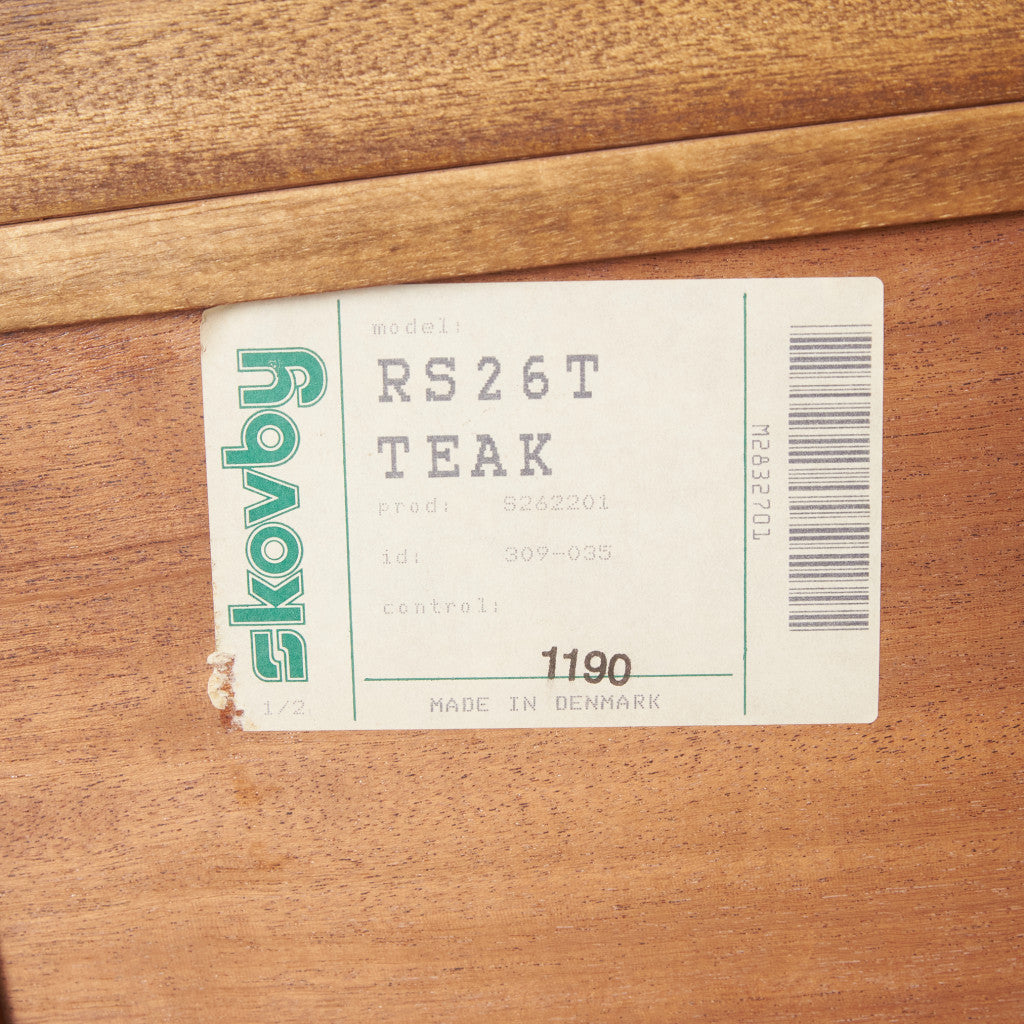 skovby
1/2
model:
RS26T
TEAK
prod: S262201
id: 309-035
control:
1190
MADE IN DENMARK
M2832701